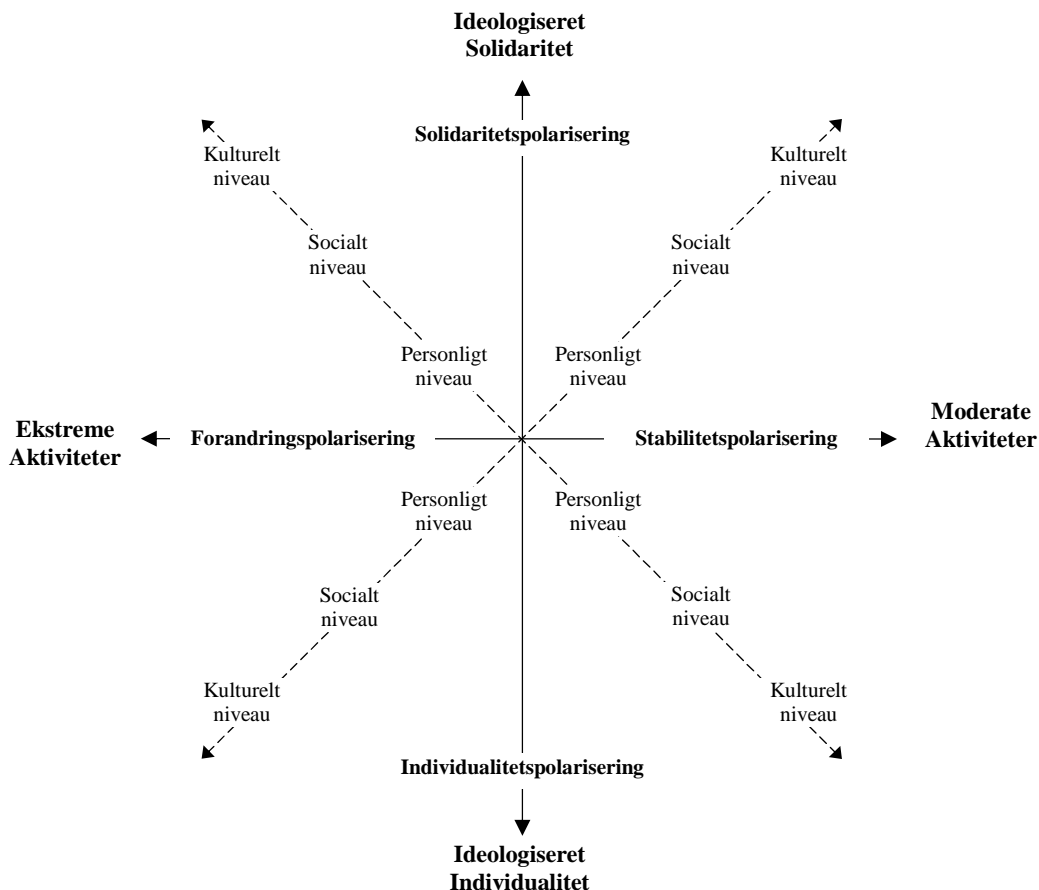 Ideologiseret
Solidaritet
Solidaritetspolarisering
Kulturelt
niveau
Kulturelt
niveau
Socialt
niveau
Socialt
niveau
Personligt
niveau
Personligt
niveau
Ekstreme
Aktiviteter
Forandringspolarisering
Stabilitetspolarisering
Moderate
Aktiviteter
Personligt
niveau
Personligt
niveau
Socialt
niveau
Socialt
niveau
Kulturelt
niveau
Kulturelt
niveau
Individualitetspolarisering
Ideologiseret
Individualitet